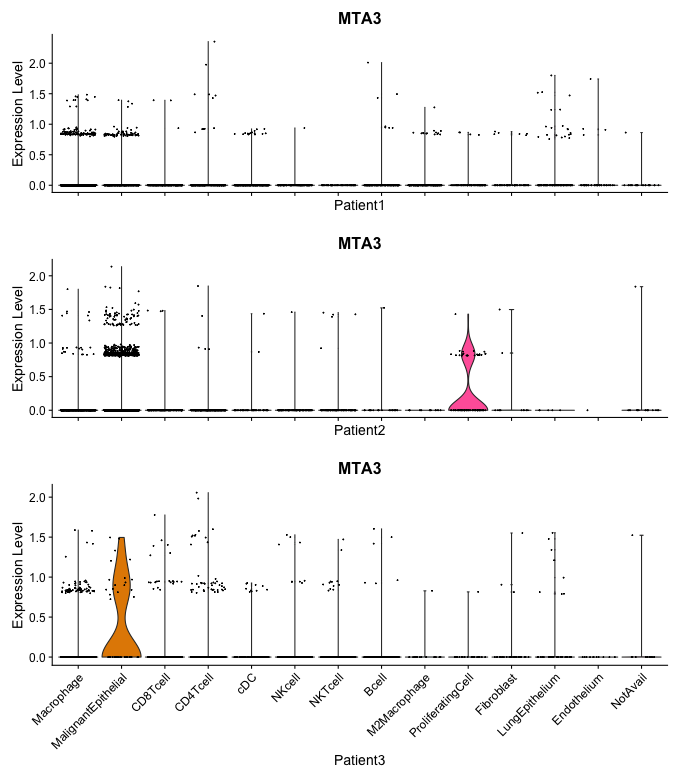 MTA3
Expression Level
2.0
1.5
1.0
0.5
0.0
Patient1
MTA3
Expression Level
2.0
1.5
1.0
0.5
0.0
Patient2
MTA3
Expression Level
2.0
1.5
1.0
0.5
0.0
Macrophage
MalignantEpithelial
CD8Tcell
CD4Tcell
cDC
NKcell
NKTcell
Bcell
M2Macrophage
ProliferatingCell
Fibroblast
LungEpithelium
Endothelium
NotAvail
Patient3